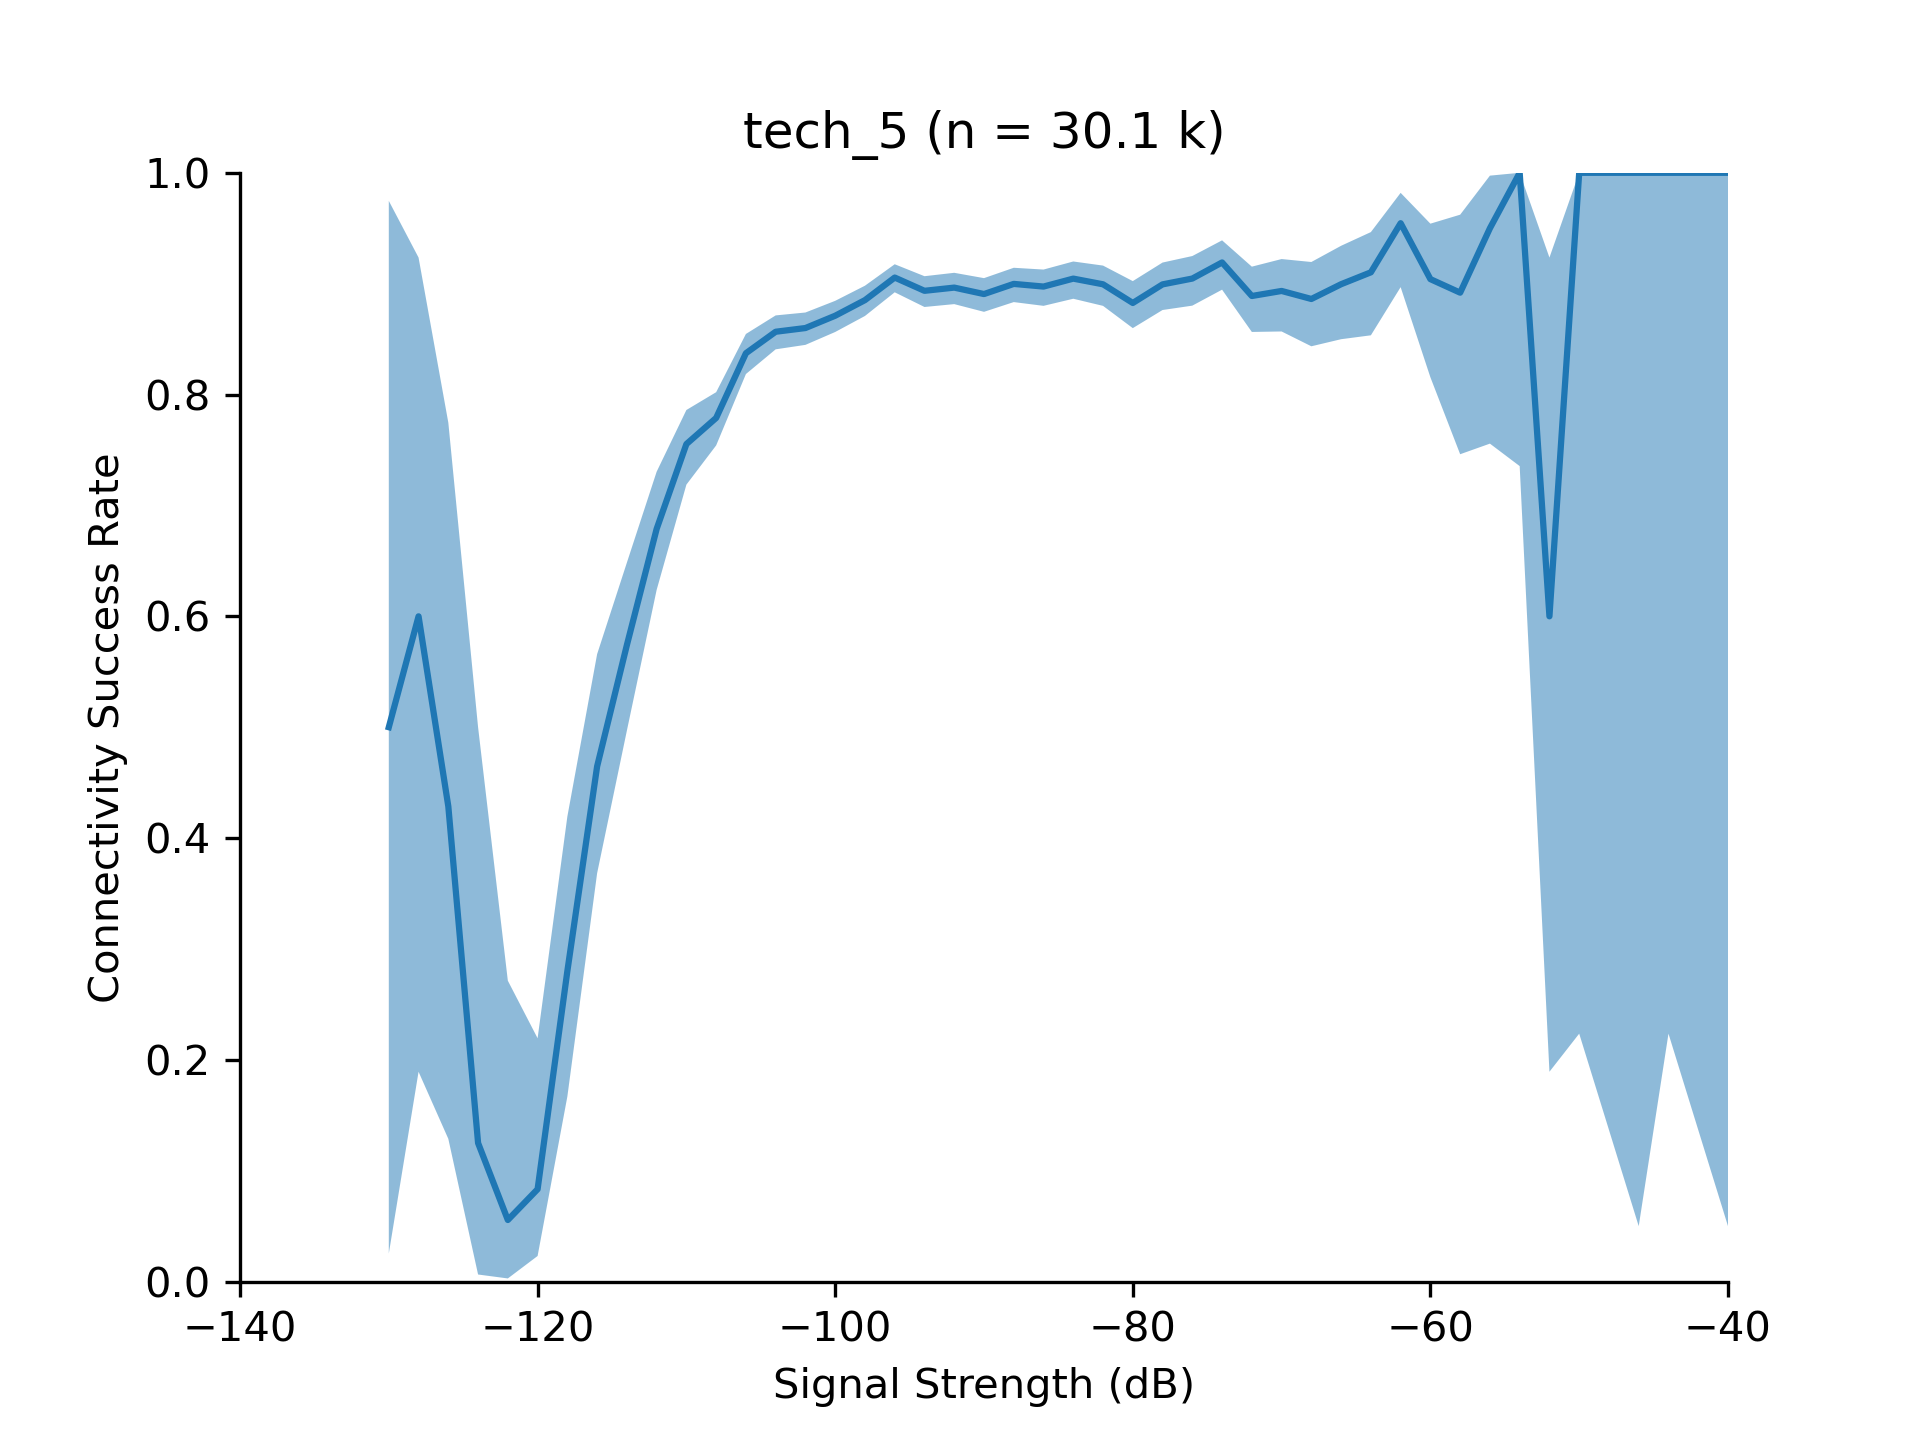 tech_5 (n = 30.1 k)
1.0
0.8
0.6
0.4
0.2
0.0
Connectivity Success Rate
−140 −120 −100 −80 −60 −40
Signal Strength (dB)